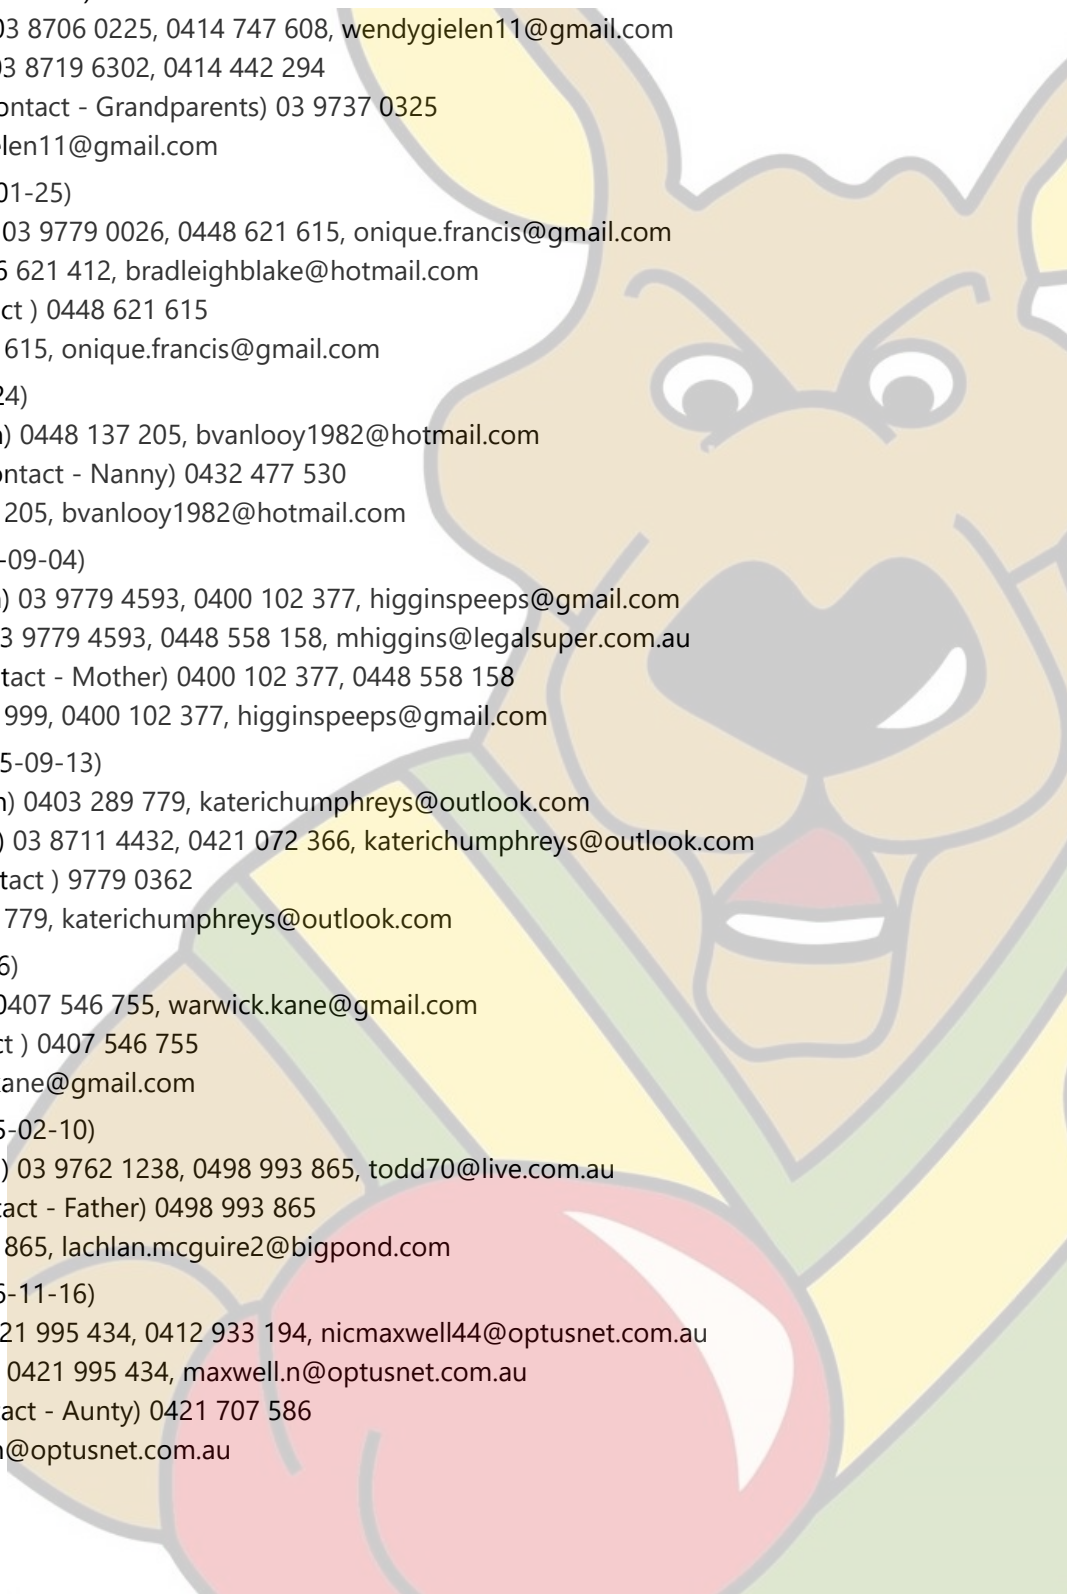 03 8706 0225, 0414 747 608, wendygielen11@gmail.com
03 8719 6302, 0414 442 294
ontact - Grandparents) 03 9737 0325
elen11@gmail.com
01-25)
03 9779 0026, 0448 621 615, onique.francis@gmail.com
6 621 412, bradleighblake@hotmail.com
ct ) 0448 621 615
615, onique.francis@gmail.com
24)
) 0448 137 205, bvanlooy1982@hotmail.com
ontact - Nanny) 0432 477 530
205, bvanlooy1982@hotmail.com
-09-04)
) 03 9779 4593, 0400 102 377, higginspeeps@gmail.com
3 9779 4593, 0448 558 158, mhiggins@legalsuper.com.au
tact - Mother) 0400 102 377, 0448 558 158
999, 0400 102 377, higginspeeps@gmail.com
5-09-13)
n) 0403 289 779, katerichumphreys@outlook.com
) 03 8711 4432, 0421 072 366, katerichumphreys@outlook.com
tact ) 9779 0362
779, katerichumphreys@outlook.com
6)
0407 546 755, warwick.kane@gmail.com
ct ) 0407 546 755
kane@gmail.com
5-02-10)
) 03 9762 1238, 0498 993 865, todd70@live.com.au
tact - Father) 0498 993 865
865, lachlan.mcguire2@bigpond.com
6-11-16)
21 995 434, 0412 933 194, nicmaxwell44@optusnet.com.au
0421 995 434, maxwell.n@optusnet.com.au
act - Aunty) 0421 707 586
n@optusnet.com.au